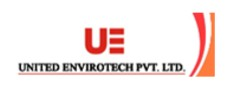 UE
UNITED ENVIROTECH PVT. LTD.